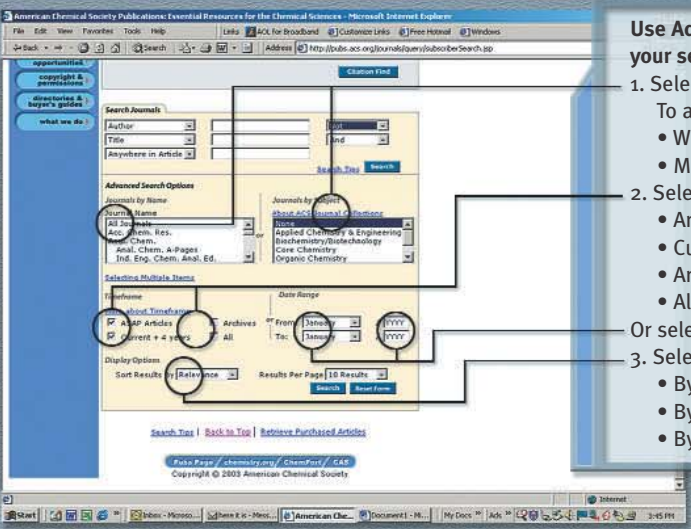 American Chemical Society Publications: Essential Resources for the Chemical Sciences - Microsoft Internet Explorer
File Edit View Favorites Tools Help Links AOL for Broadband Customize Links Free Hotmail Windows
Back Search Address http://pubs.acs.org/journals/query/subscriberSearch.jsp
opportunities
copyright & permissions
directories & buyer's guides
what we do
Citation Find
Search Journals
Author
Title And
Anywhere in Article
Search Tips Search
Advanced Search Options
Journals by Name Journals by Subject
Journal Name About ACS Journal Collections
All Journals None
Acc. Chem. Res. or Applied Chemistry & Engineering
Anal. Chem. Biochemistry/Biotechnology
Anal. Chem. A-Pages Core Chemistry
Ind. Eng. Chem. Anal. Ed. Organic Chemistry
Selecting Multiple Items
Timeframe Date Range
about Timeframe
ASAP Articles Archives or From: January YYYY
Current + 4 years All To: January YYYY
Display Options
Sort Results By Relevance Results Per Page 10 Results
Search Reset Form
Search Tips | Back to Top | Retrieve Purchased Articles
Pubs Page / chemistry.org / ChemPort / CAS
Copyright © 2003 American Chemical Society
Internet
Start Inbox - Microso... here it is - Mess... American Che... Document1 - M... My Docs » Ads » 3:45 PM
Use Ad
your se
1. Sele
To a
• W
• M
2. Sele
• Ar
• Cu
• Ar
• Al
Or sele
3. Sele
• By
• By
• By